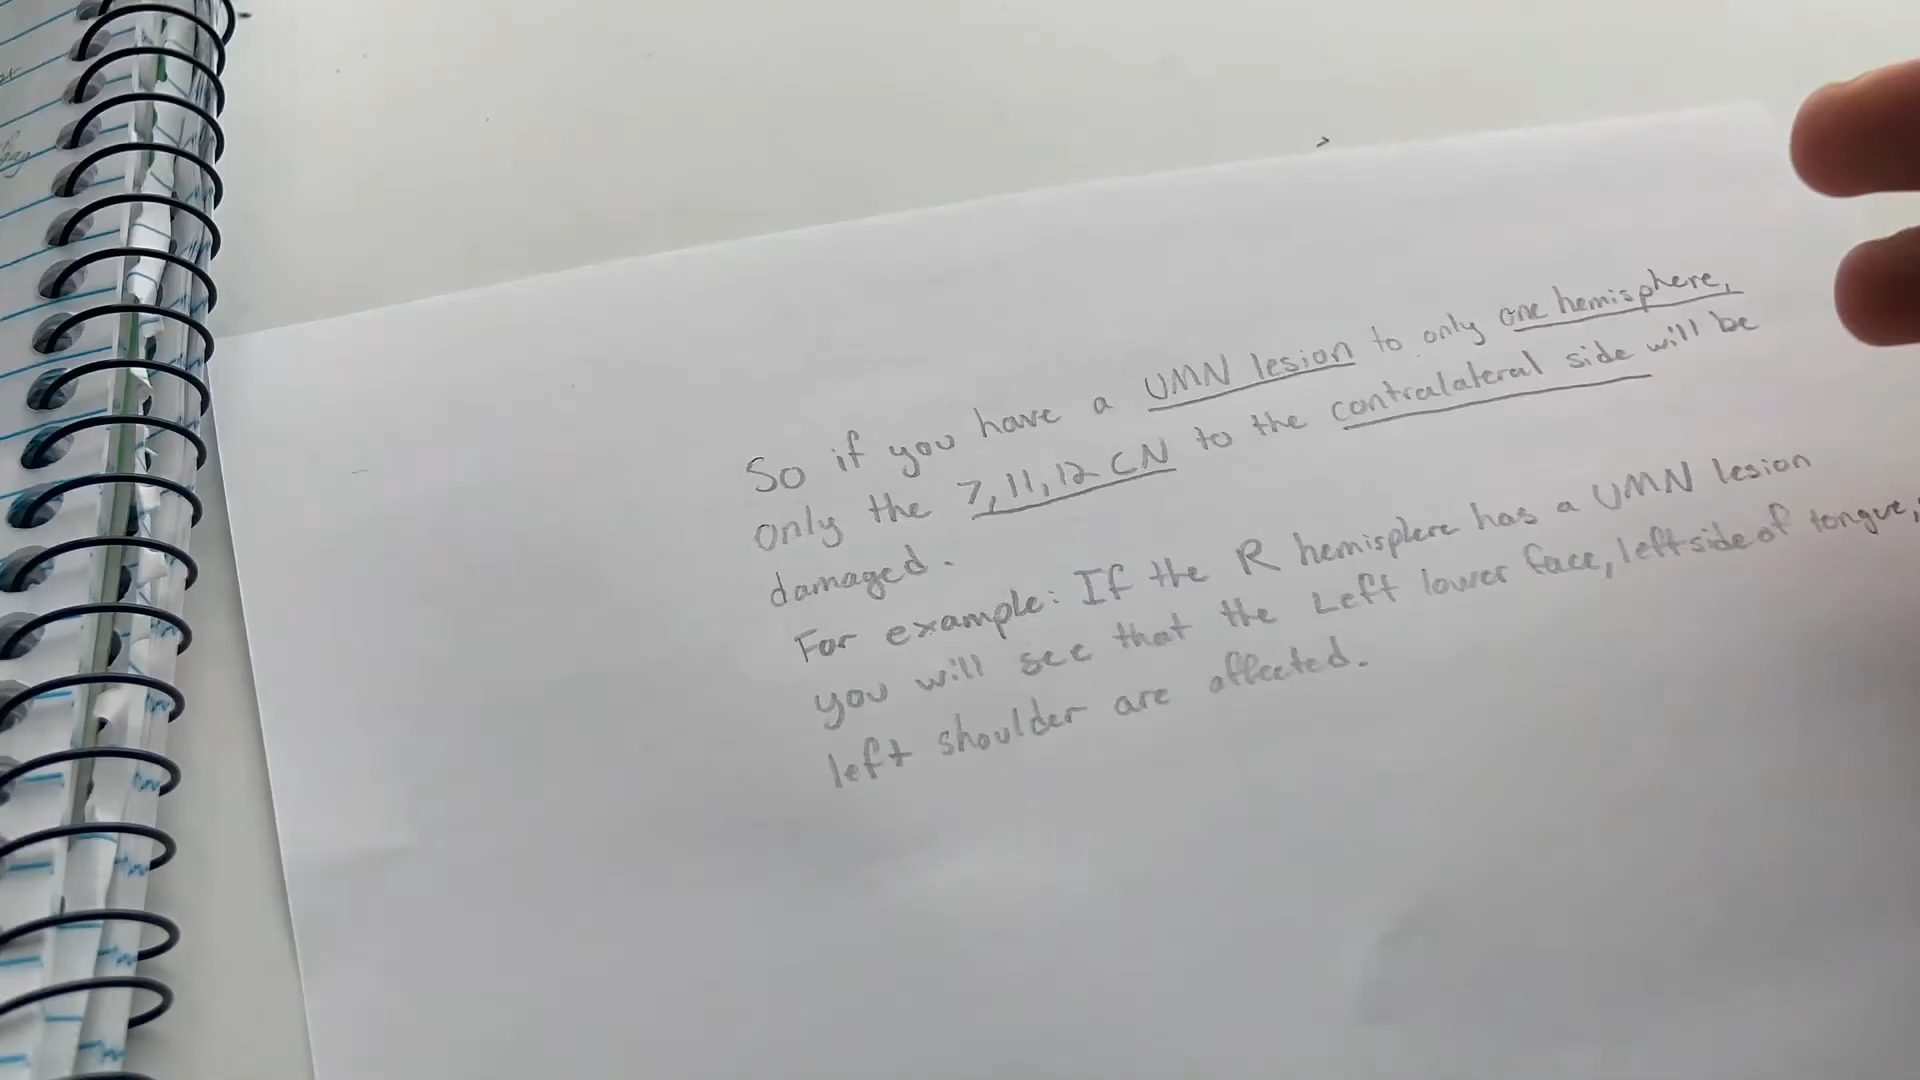 So if you have a UMN lesion to only one hemisphere,
only the 7,11,12 CN to the contralateral side will be
damaged.
For example: If the R hemisphere has a UMN lesion
you will see that the Left lower face, left side of tongue,
left shoulder are affected.